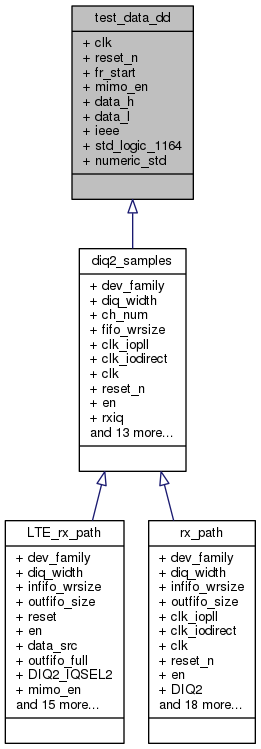 test_data_dd
+ clk
+ reset_n
+ fr_start
+ mimo_en
+ data_h
+ data_l
+ ieee
+ std_logic_1164
+ numeric_std
diq2_samples
+ dev_family
+ diq_width
+ ch_num
+ fifo_wrsize
+ clk_iopll
+ clk_iodirect
+ clk
+ reset_n
+ en
+ rxiq
and 13 more...
LTE_rx_path
+ dev_family
+ diq_width
+ infifo_wrsize
+ outfifo_size
+ reset
+ en
+ data_src
+ outfifo_full
+ DIQ2_IQSEL2
+ mimo_en
and 15 more...
rx_path
+ dev_family
+ diq_width
+ infifo_wrsize
+ outfifo_size
+ clk_iopll
+ clk_iodirect
+ clk
+ reset_n
+ en
+ DIQ2
and 18 more...